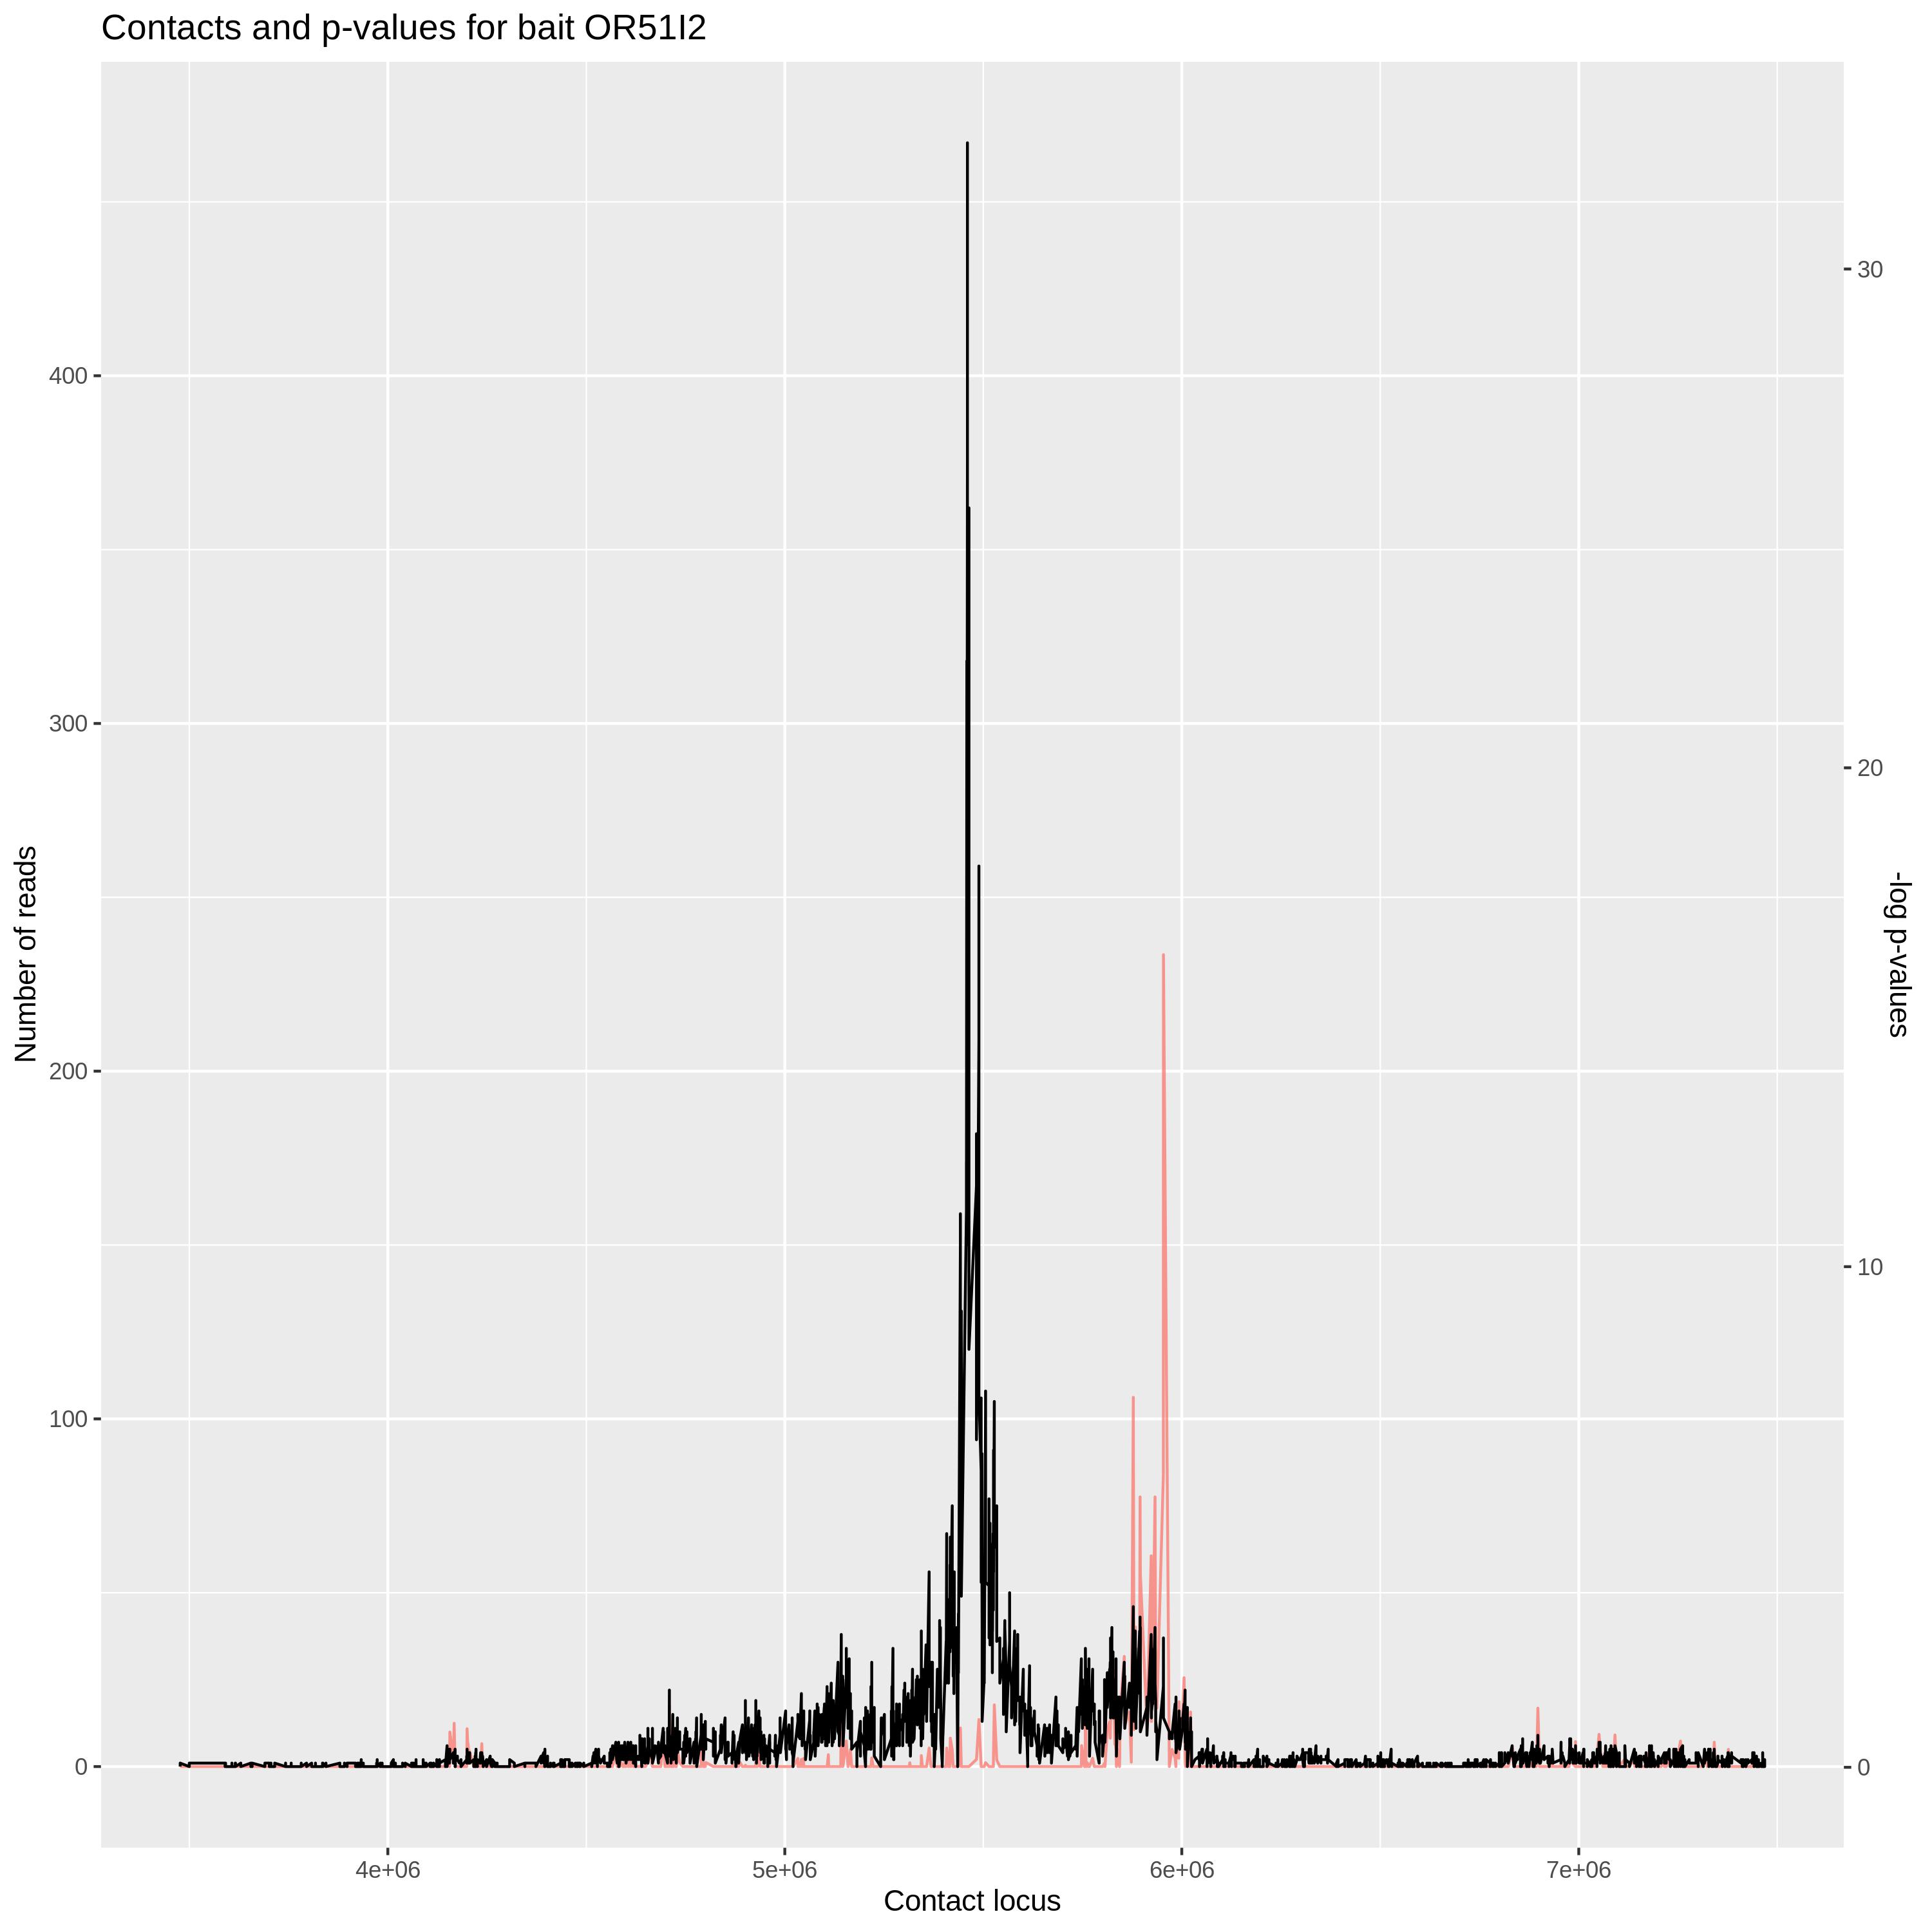 Contacts and p-values for bait OR51I2
400
300
200
100
0
Number of reads
30
20
10
0
-log p-values
4e+06
5e+06
6e+06
7e+06
Contact locus